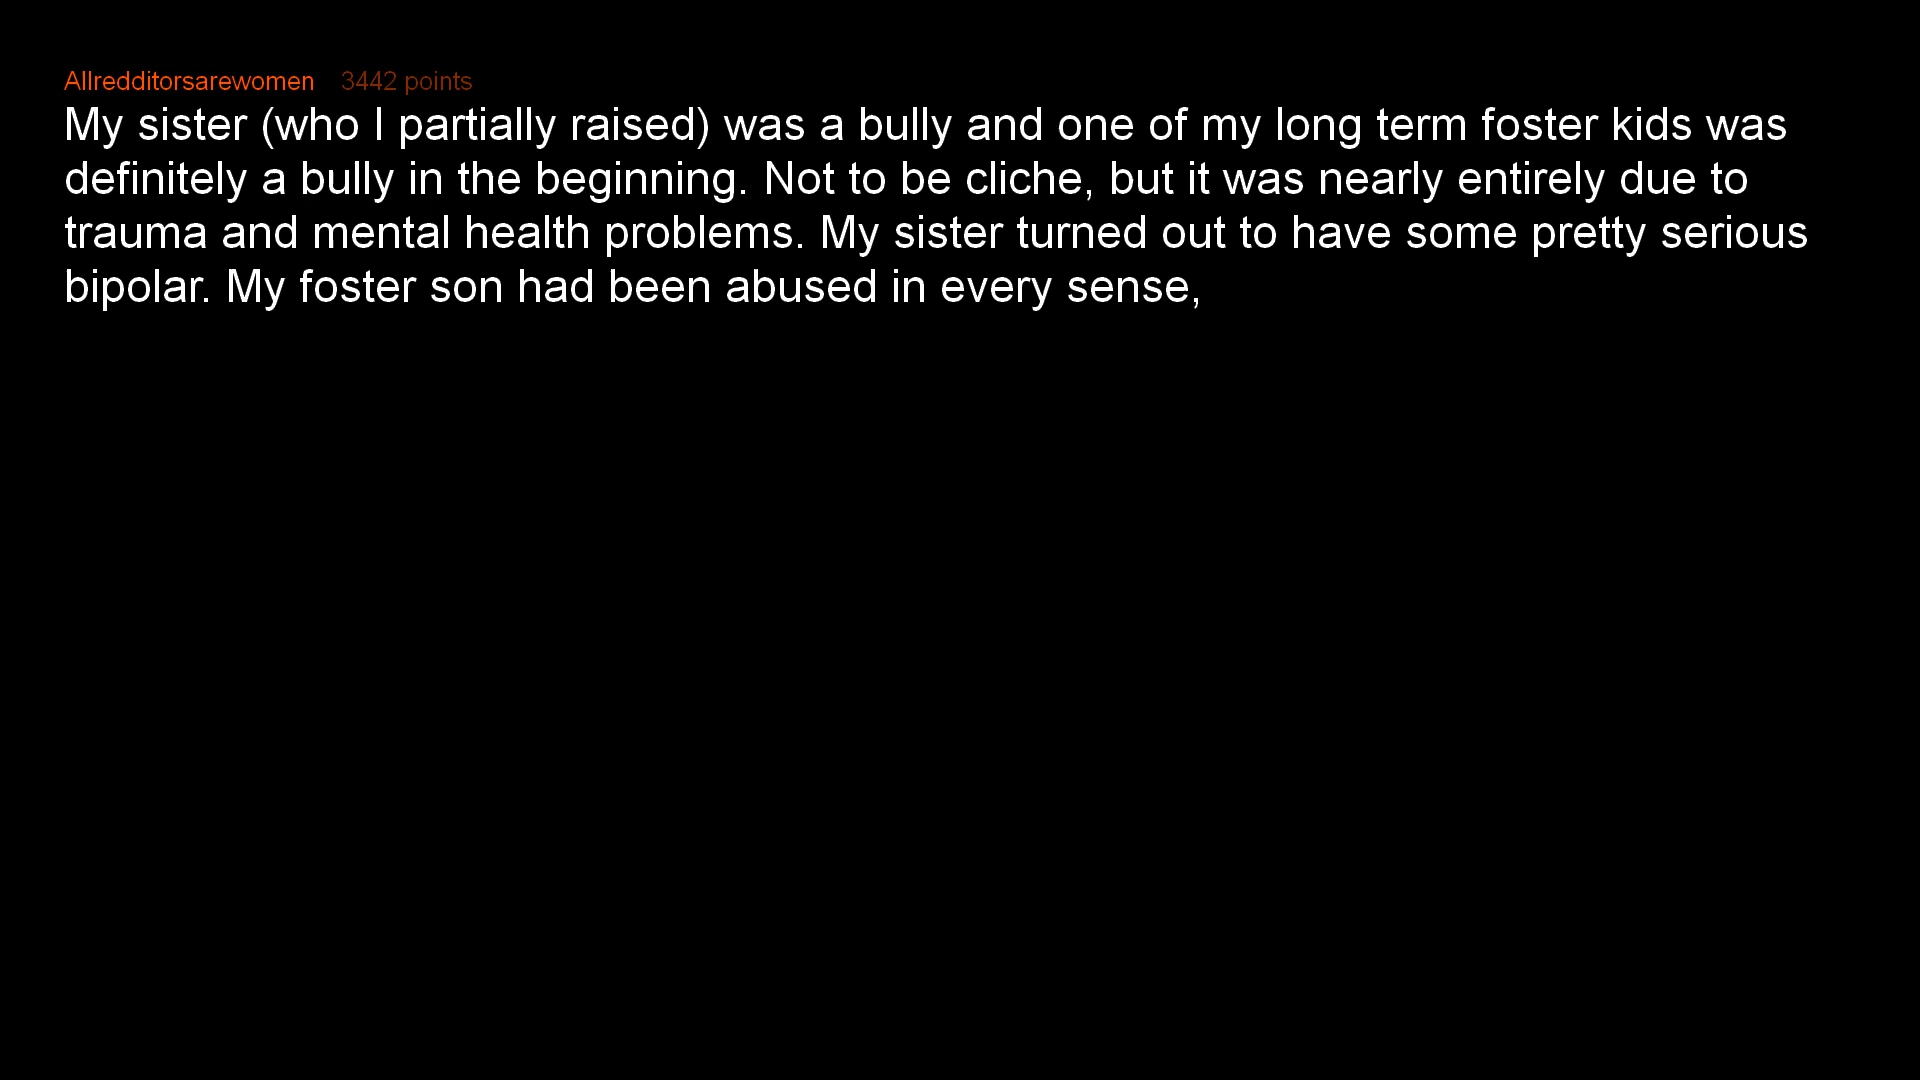 Allredditorsarewomen 3442 points
My sister (who I partially raised) was a bully and one of my long term foster kids was
definitely a bully in the beginning. Not to be cliche, but it was nearly entirely due to
trauma and mental health problems. My sister turned out to have some pretty serious
bipolar. My foster son had been abused in every sense,